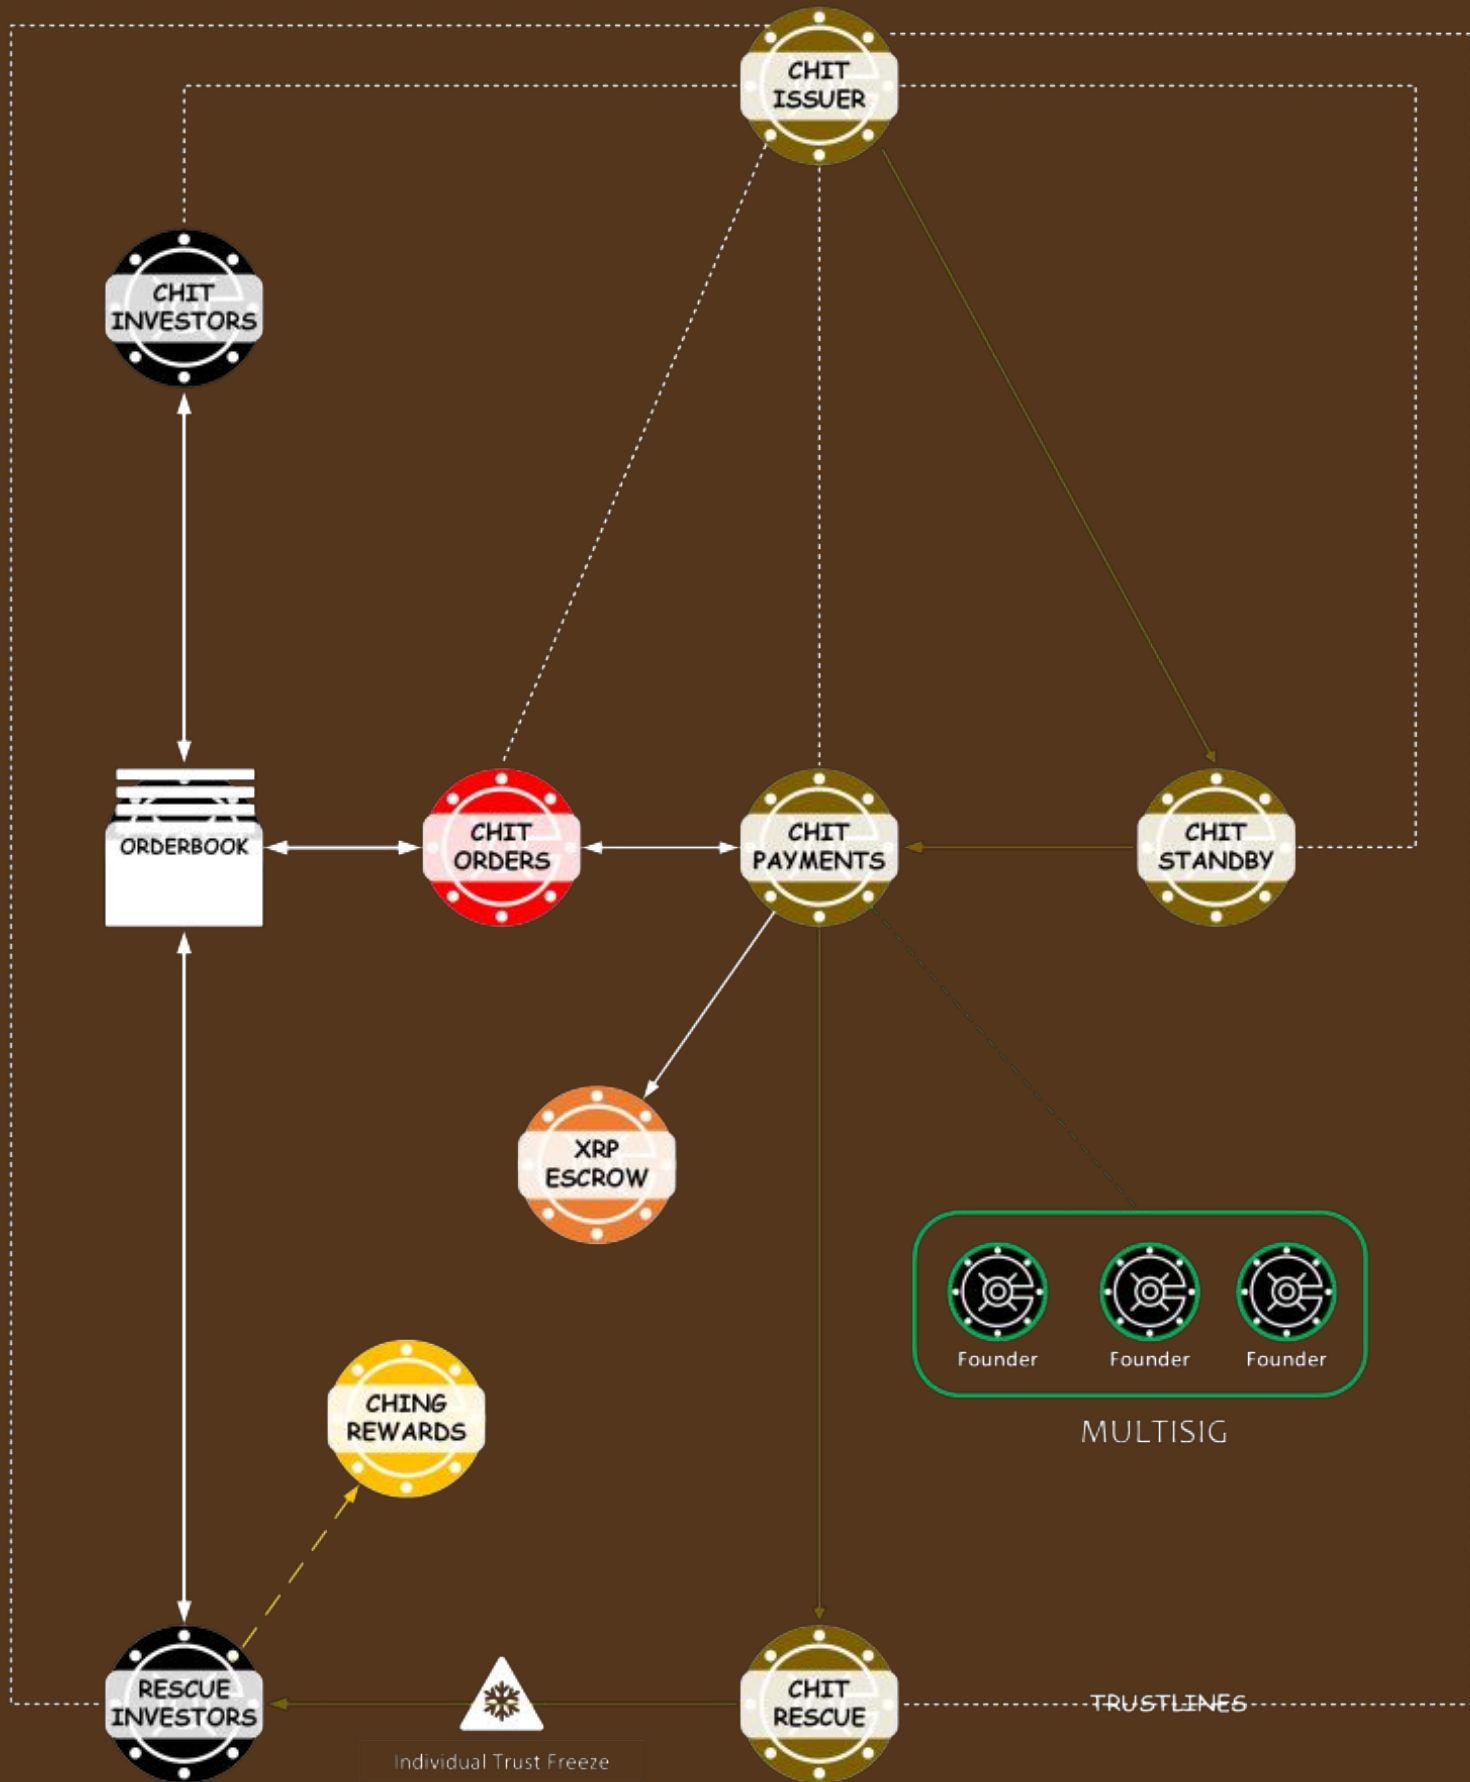 CHIT
ISSUER
CHIT
INVESTORS
ORDERBOOK
CHIT
ORDERS
CHIT
PAYMENTS
CHIT
STANDBY
XRP
ESCROW
Founder
Founder
Founder
MULTISIG
CHING
REWARDS
RESCUE
INVESTORS
Individual Trust Freeze
CHIT
RESCUE
TRUSTLINES